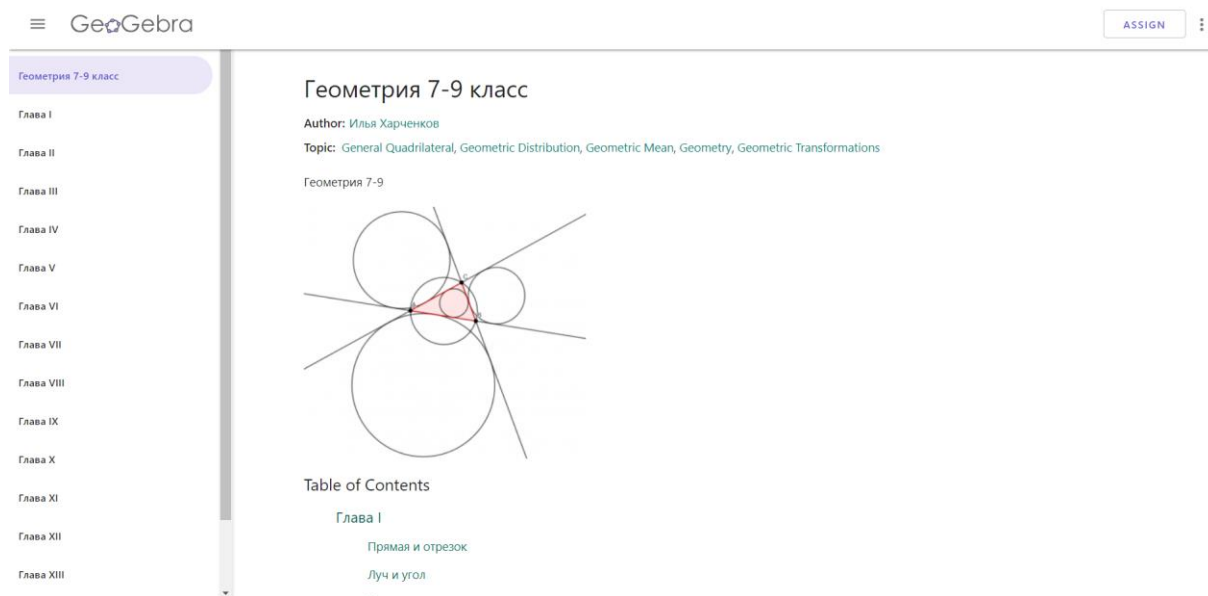 GeoGebra
ASSIGN
Геометрия 7-9 класс
Глава I
Глава II
Глава III
Глава IV
Глава V
Глава VI
Глава VII
Глава VIII
Глава IX
Глава X
Глава XI
Глава XII
Глава XIII
Геометрия 7-9 класс
Author: Илья Харченков
Topic: General Quadrilateral, Geometric Distribution, Geometric Mean, Geometry, Geometric Transformations
Геометрия 7-9
C
Table of Contents
Глава I
Прямая и отрезок
Луч и угол